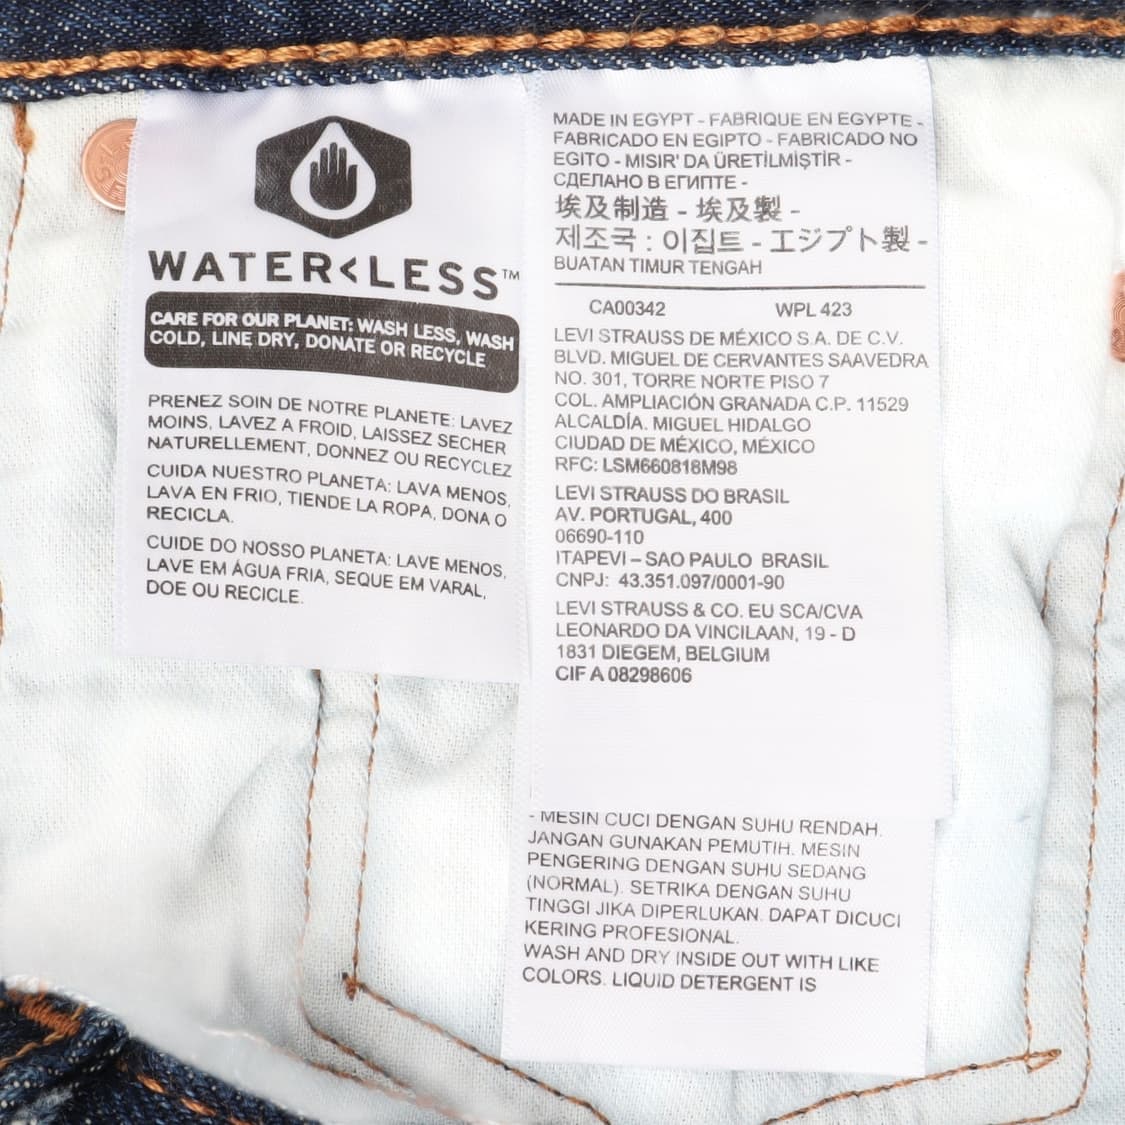 WATER<LESS™
CARE FOR OUR PLANET: WASH LESS, WASH
COLD, LINE DRY, DONATE OR RECYCLE
PRENEZ SOIN DE NOTRE PLANETE: LAVEZ
MOINS, LAVEZ A FROID, LAISSEZ SECHER
NATURELLEMENT, DONNEZ OU RECYCLEZ
CUIDA NUESTRO PLANETA: LAVA MENOS,
LAVA EN FRIO, TIENDE LA ROPA, DONA O
RECICLA.
CUIDE DO NOSSO PLANETA: LAVE MENOS,
LAVE EM ÁGUA FRIA, SEQUE EM VARAL,
DOE OU RECICLE.
MADE IN EGYPT - FABRIQUE EN EGYPTE -
FABRICADO EN EGIPTO - FABRICADO NO
EGITO - MISIR' DA ÜRETİLMİŞTİR -
СДЕЛАНО В ЕГИПТЕ -
埃及制造 - 埃及製 -
제조국 : 이집트 - エジプト製 -
BUATAN TIMUR TENGAH
CA00342 WPL 423
LEVI STRAUSS DE MÉXICO S.A. DE C.V.
BLVD. MIGUEL DE CERVANTES SAAVEDRA
NO. 301, TORRE NORTE PISO 7
COL. AMPLIACIÓN GRANADA C.P. 11529
ALCALDÍA. MIGUEL HIDALGO
CIUDAD DE MÉXICO, MÉXICO
RFC: LSM660818M98
LEVI STRAUSS DO BRASIL
AV. PORTUGAL, 400
06690-110
ITAPEVI – SAO PAULO BRASIL
CNPJ: 43.351.097/0001-90
LEVI STRAUSS & CO. EU SCA/CVA
LEONARDO DA VINCILAAN, 19 - D
1831 DIEGEM, BELGIUM
CIF A 08298606
- MESIN CUCI DENGAN SUHU RENDAH.
JANGAN GUNAKAN PEMUTIH. MESIN
PENGERING DENGAN SUHU SEDANG
(NORMAL). SETRIKA DENGAN SUHU
TINGGI JIKA DIPERLUKAN. DAPAT DICUCI
KERING PROFESIONAL.
WASH AND DRY INSIDE OUT WITH LIKE
COLORS. LIQUID DETERGENT IS